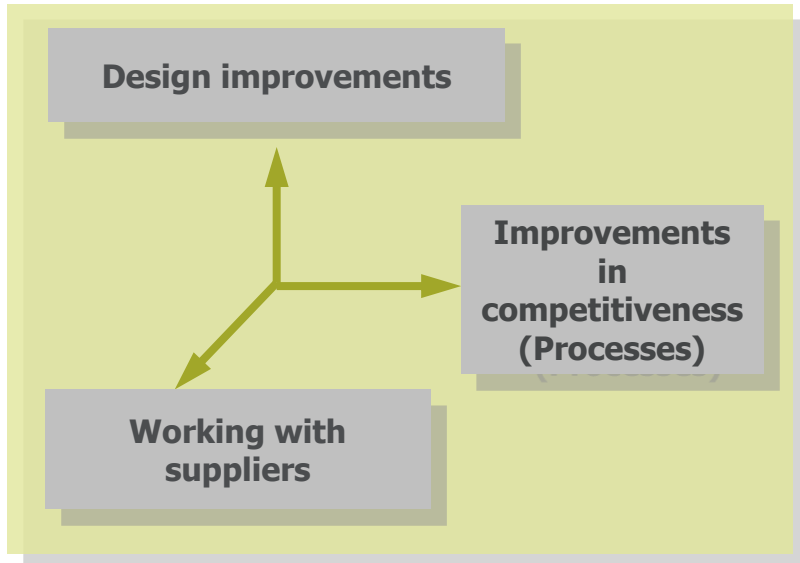 Design improvements
Improvements
in
competitiveness
(Processes)
Working with
suppliers